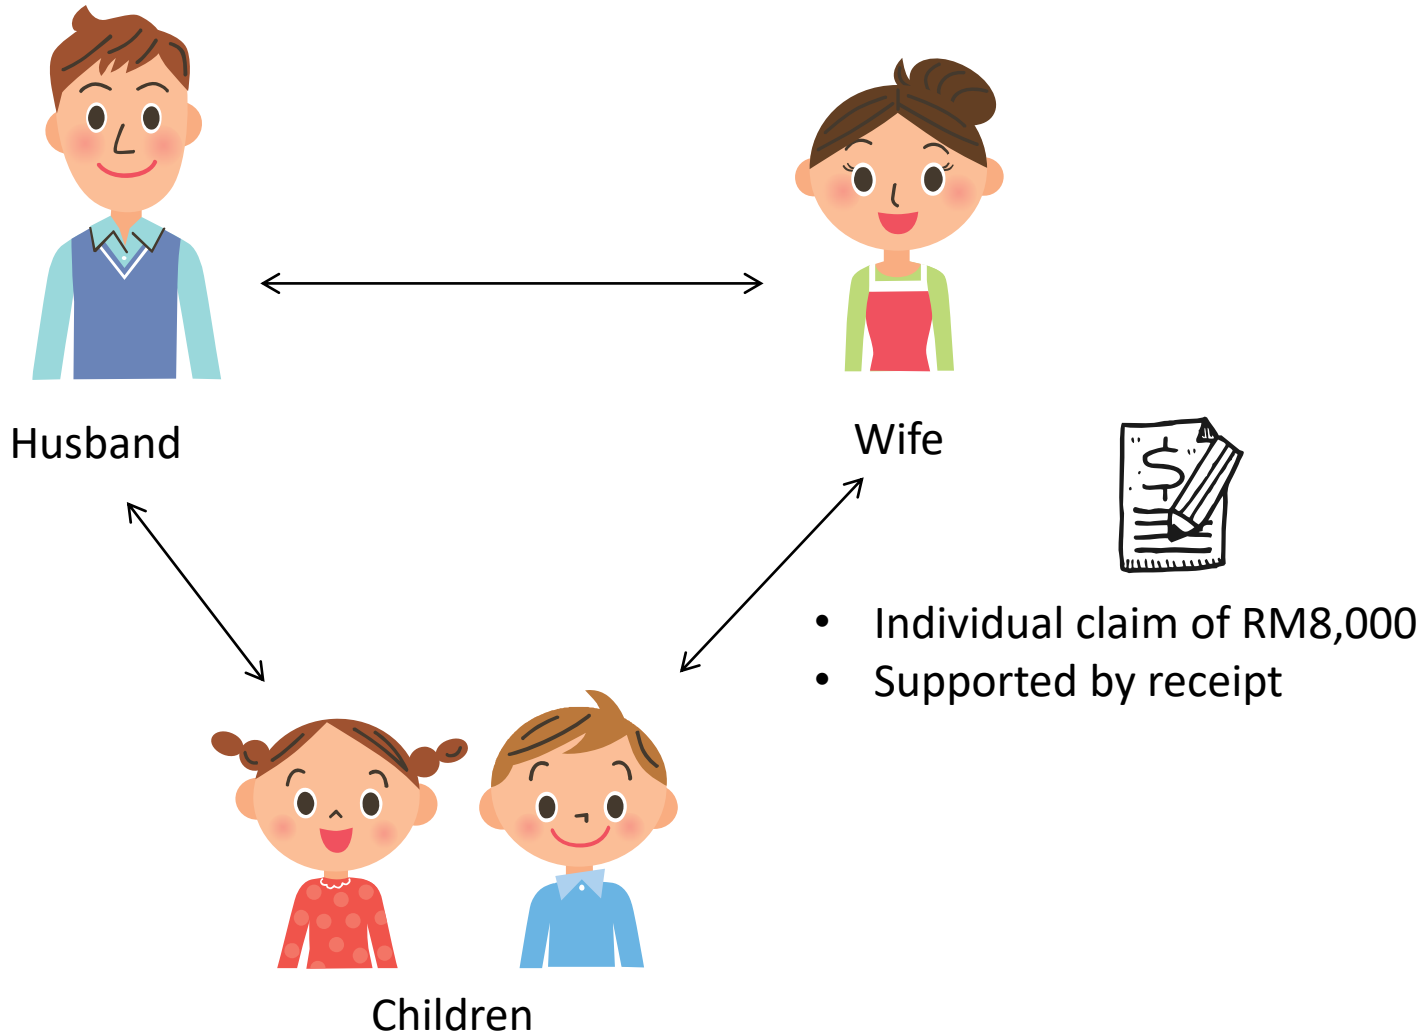 Husband
Wife
$
• Individual claim of RM8,000
• Supported by receipt
Children